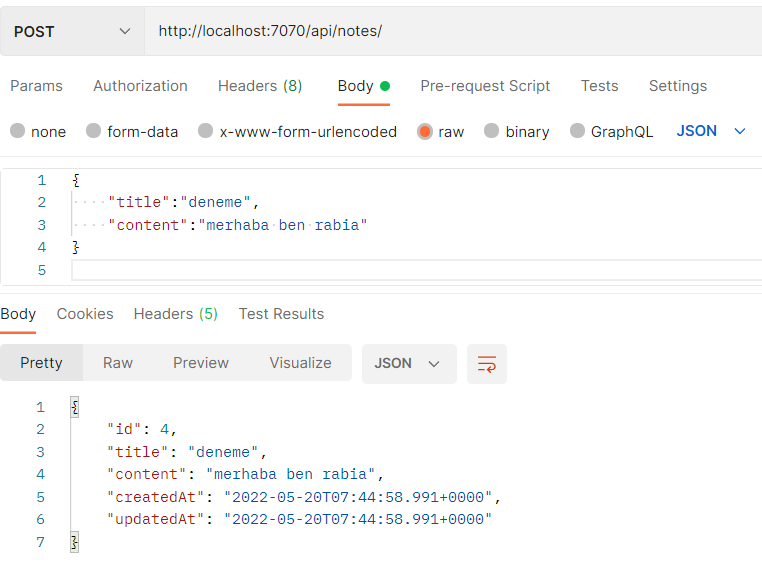 POST http://localhost:7070/api/notes/
Params Authorization Headers (8) Body Pre-request Script Tests Settings
none form-data x-www-form-urlencoded raw binary GraphQL JSON
1 {
2 ····"title":"deneme",
3 ····"content":"merhaba·ben·rabia"
4 }
5
Body Cookies Headers (5) Test Results
Pretty Raw Preview Visualize JSON
1 {
2 "id": 4,
3 "title": "deneme",
4 "content": "merhaba ben rabia",
5 "createdAt": "2022-05-20T07:44:58.991+0000",
6 "updatedAt": "2022-05-20T07:44:58.991+0000"
7 }